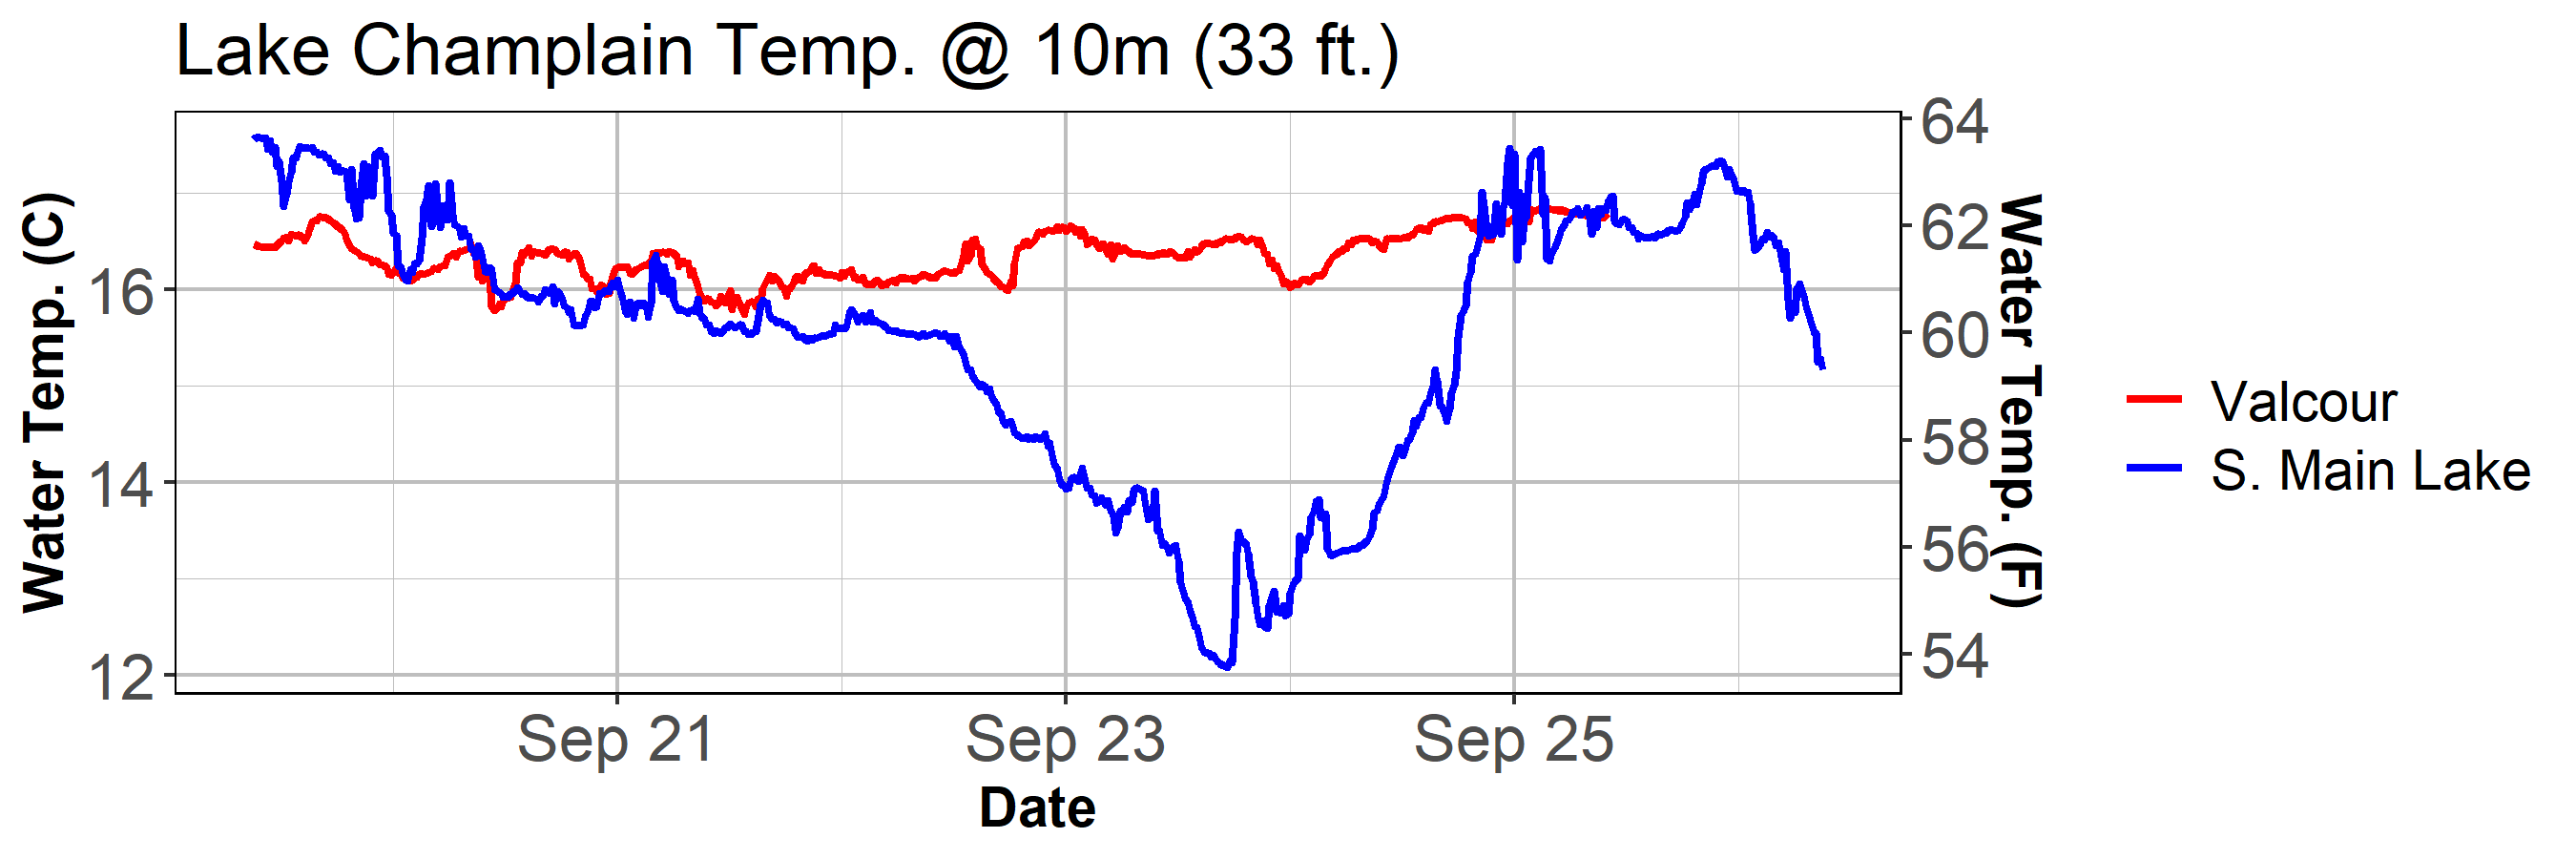 Lake Champlain Temp. @ 10m (33 ft.)
Water Temp. (C)
16
14
12
64
62
60
58
56
54
Water Temp. (F)
Sep 21
Sep 23
Sep 25
Date
Valcour
S. Main Lake